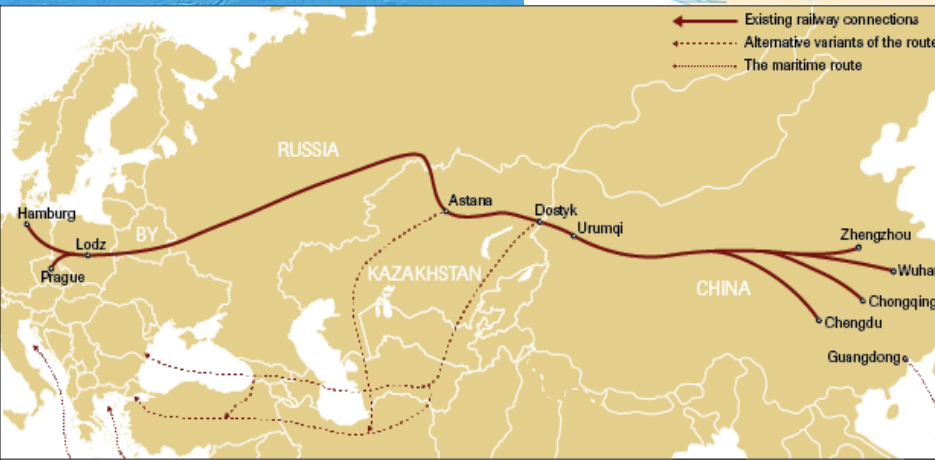 Existing railway connections
Alternative variants of the route
The maritime route
RUSSIA
Astana
Hamburg
Dostyk
Urumqi
BY
Lodz
Zhengzhou
Prague
KAZAKHSTAN
Wuha
CHINA
Chongqing
Chengdu
Guangdong